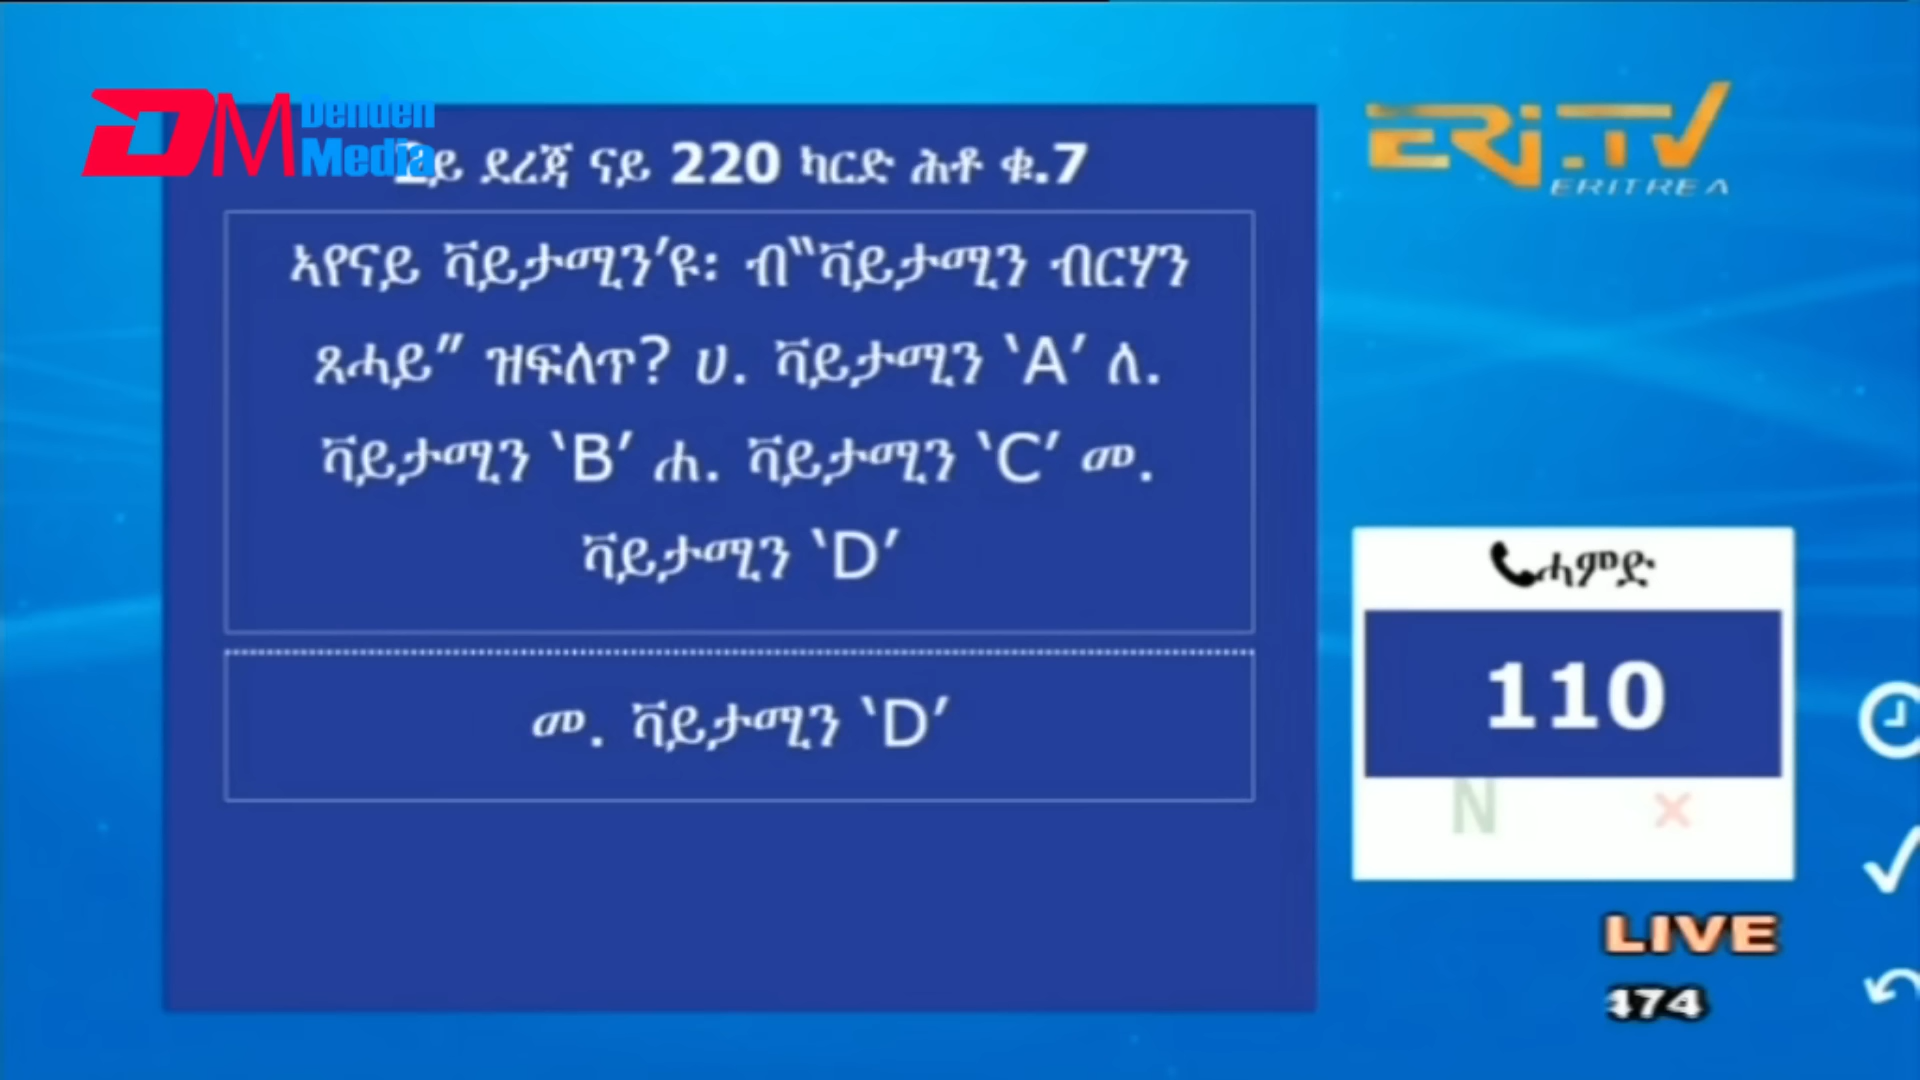 DM Denden Media
ይ ደረጃ ናይ 220 ካርድ ሕቶ ቁ.7
ኣየናይ ቫይታሚን’ዩ፡ ብ“ቫይታሚን ብርሃን
ጸሓይ” ዝፍለጥ? ሀ. ቫይታሚን ‘A’ ለ.
ቫይታሚን ‘B’ ሐ. ቫይታሚን ‘C’ መ.
ቫይታሚን ‘D’
መ. ቫይታሚን ‘D’
ERi.TV
ERITREA
ሓምድ
110
N ×
LIVE